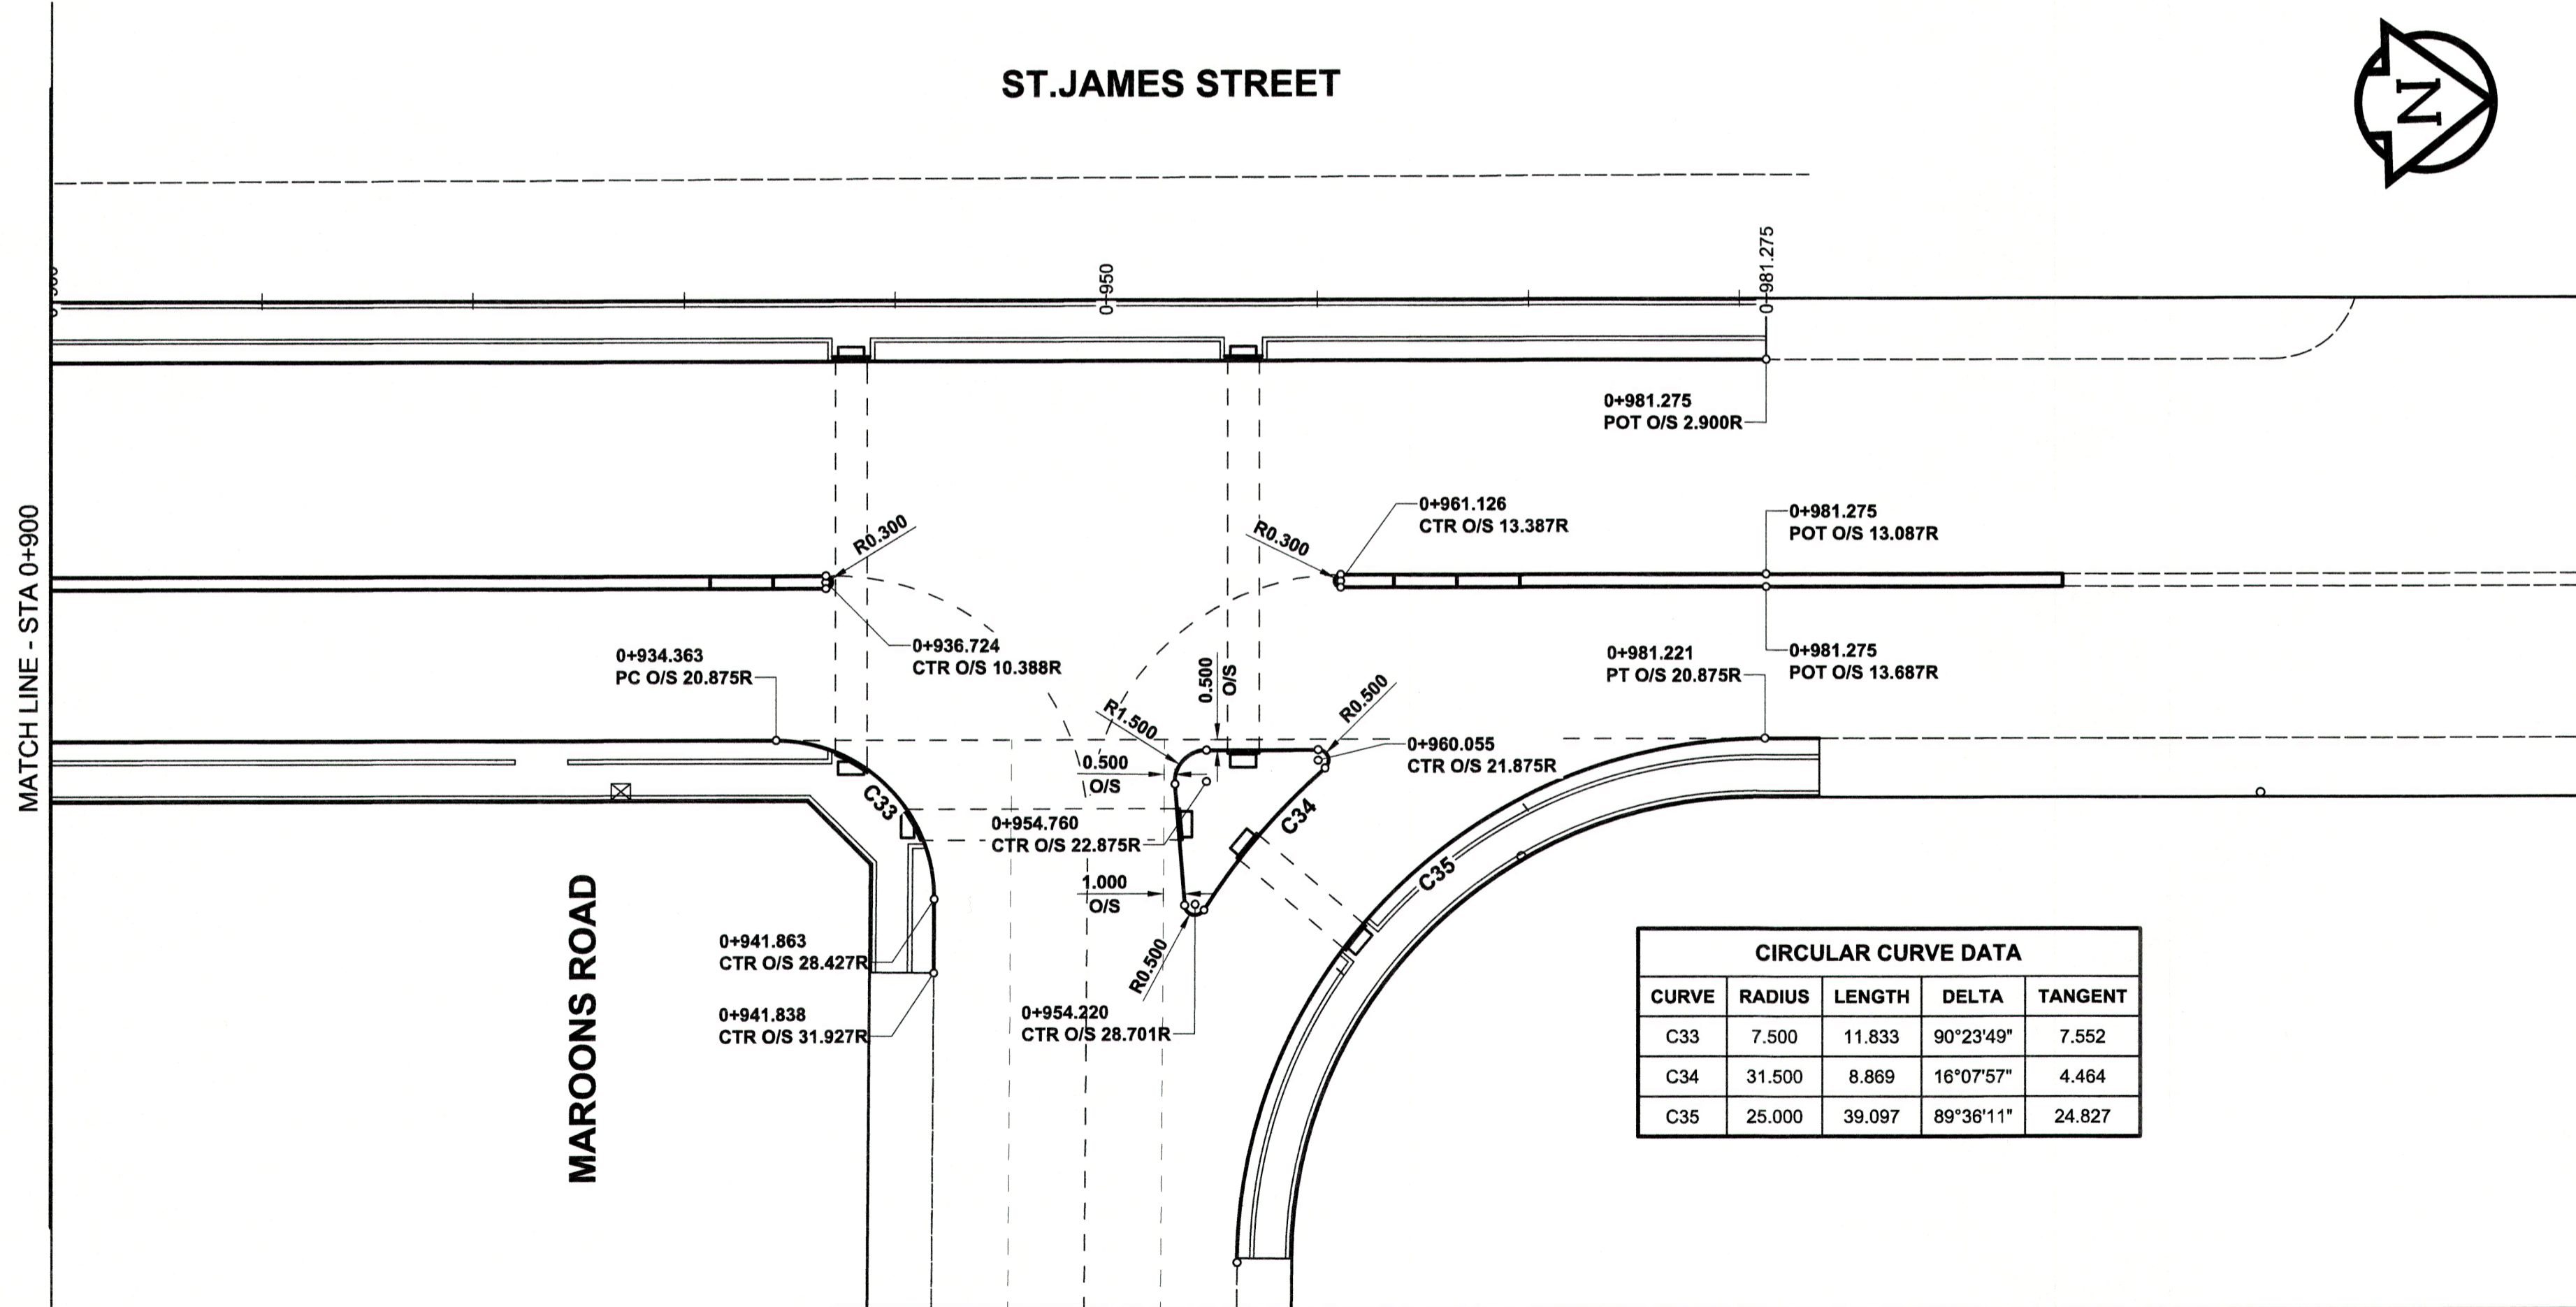 ST.JAMES STREET
N
0+950
0+981.275
0+981.275
POT O/S 2.900R
MATCH LINE - STA 0+900
R0.300
R0.300
0+961.126
CTR O/S 13.387R
0+981.275
POT O/S 13.087R
0+936.724
CTR O/S 10.388R
0+934.363
PC O/S 20.875R
0.500
O/S
0+981.221
PT O/S 20.875R
0+981.275
POT O/S 13.687R
R1.500
R0.500
0.500
O/S
0+960.055
CTR O/S 21.875R
C33
C34
0+954.760
CTR O/S 22.875R
C35
1.000
O/S
MAROONS ROAD
0+941.863
CTR O/S 28.427R
R0.500
0+941.838
CTR O/S 31.927R
0+954.220
CTR O/S 28.701R
CIRCULAR CURVE DATA
CURVE RADIUS LENGTH DELTA TANGENT
C33 7.500 11.833 90°23'49" 7.552
C34 31.500 8.869 16°07'57" 4.464
C35 25.000 39.097 89°36'11" 24.827